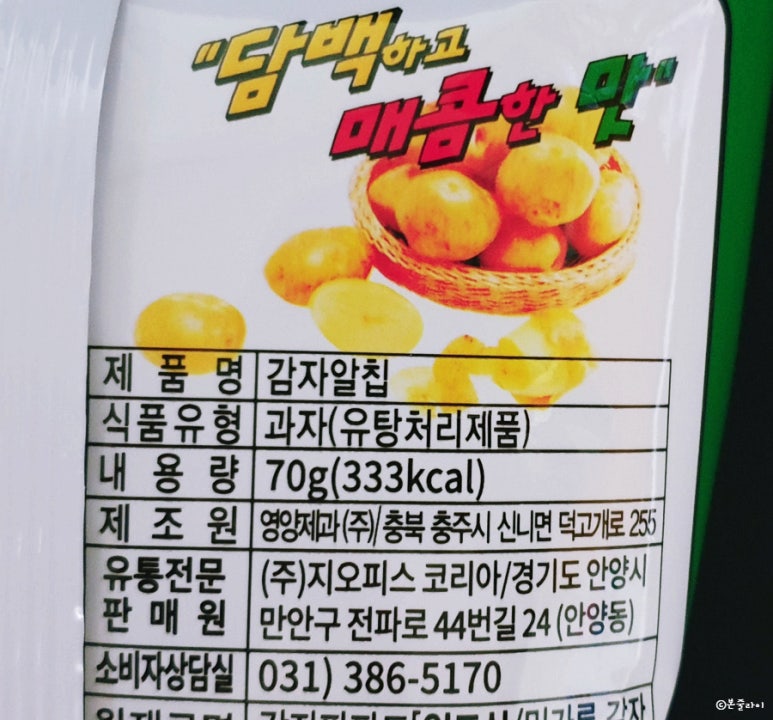 "담백하고
매콤한 맛"
제 품 명 감자알칩
식품유형 과자(유탕처리제품)
내 용 량 70g(333kcal)
제 조 원 영양제과(주)/충북 충주시 신니면 덕고개로 255
유통전문 (주)지오피스 코리아/경기도 안양시
판 매 원 만안구 전파로 44번길 24 (안양동)
소비자상담실 031) 386-5170
©본줄라이